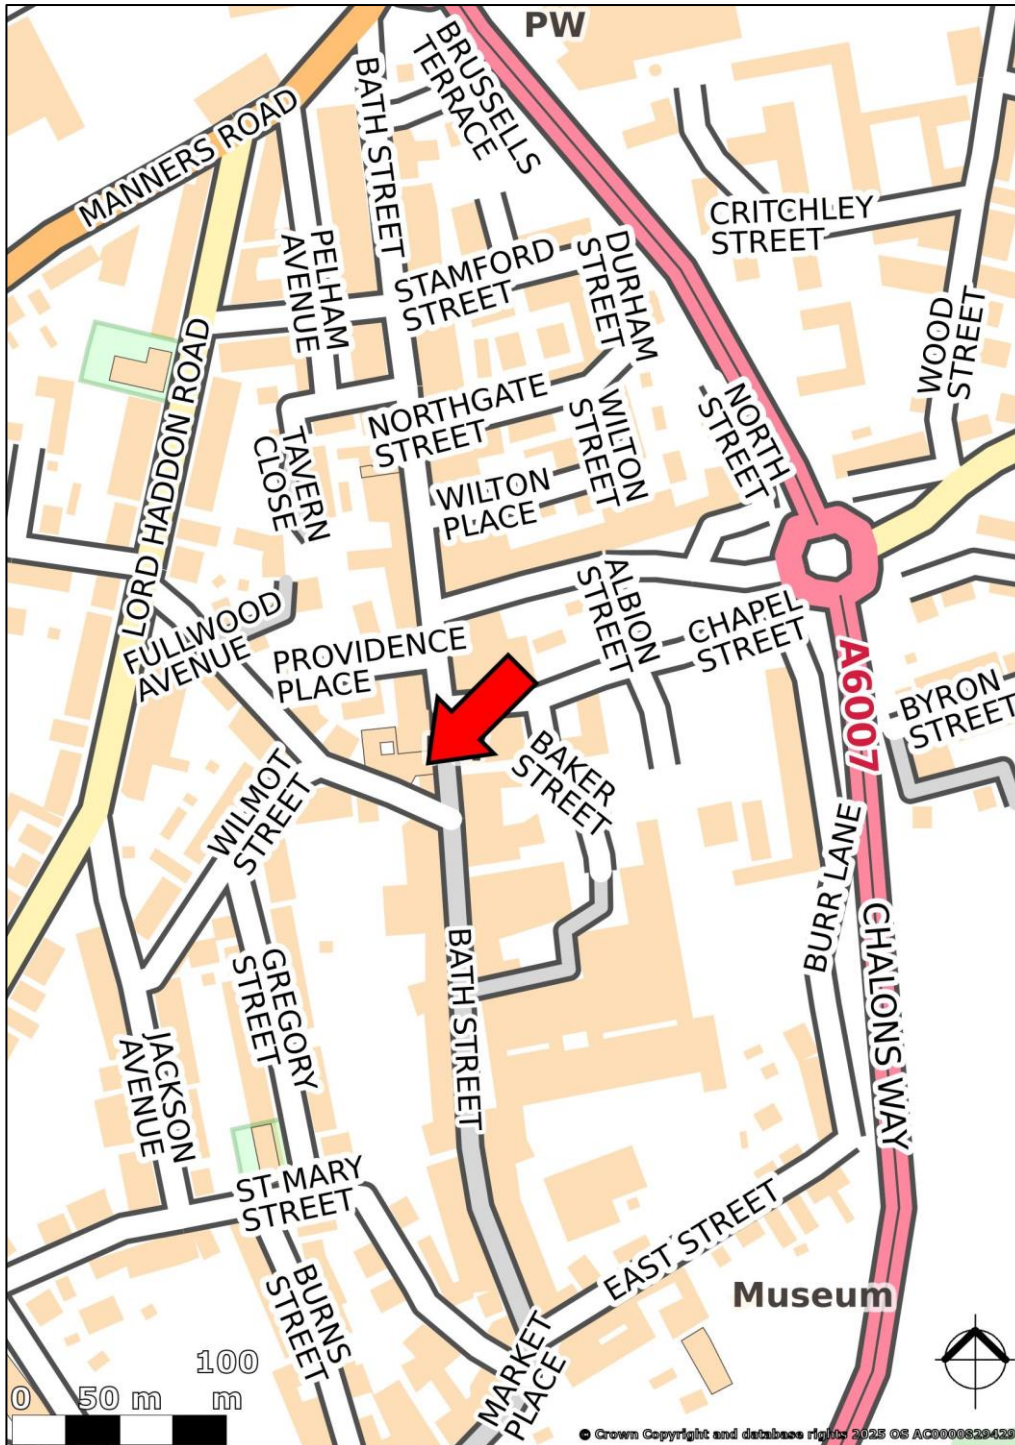 PW
BRUSSELLS
TERRACE
BATH STREET
MANNERS ROAD
CRITCHLEY
STREET
PELHAM
AVENUE
STAMFORD
STREET
DURHAM
STREET
WOOD
STREET
LORD HADDON ROAD
NORTHGATE
STREET
NORTH
STREET
WILTON
STREET
TAVERN
CLOSE
WILTON
PLACE
ALBION
STREET
CHAPEL
STREET
FULLWOOD
AVENUE
PROVIDENCE
PLACE
A6007
BYRON
STREET
BAKER
STREET
WILMOT
STREET
BURR LANE
CHALONS WAY
BATH STREET
GREGORY
STREET
JACKSON
AVENUE
ST MARY
STREET
EAST STREET
BURNS
STREET
Museum
MARKET
PLACE
100
0 50 m m
© Crown Copyright and database rights 2025 OS AC0000829429